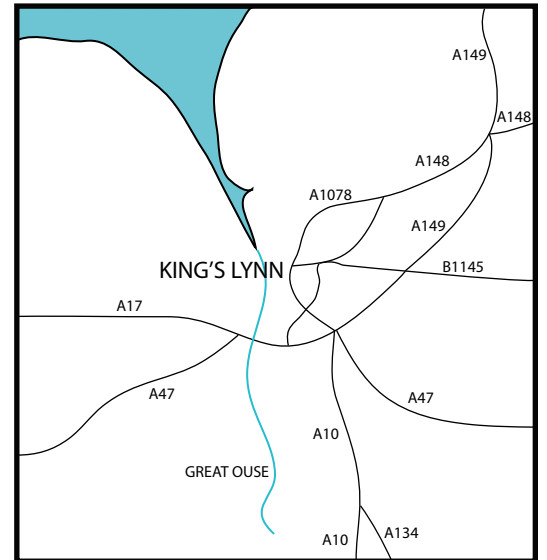 A149
A148
A148
A1078
A149
KING'S LYNN
B1145
A17
A47
A47
A10
GREAT OUSE
A10
A134